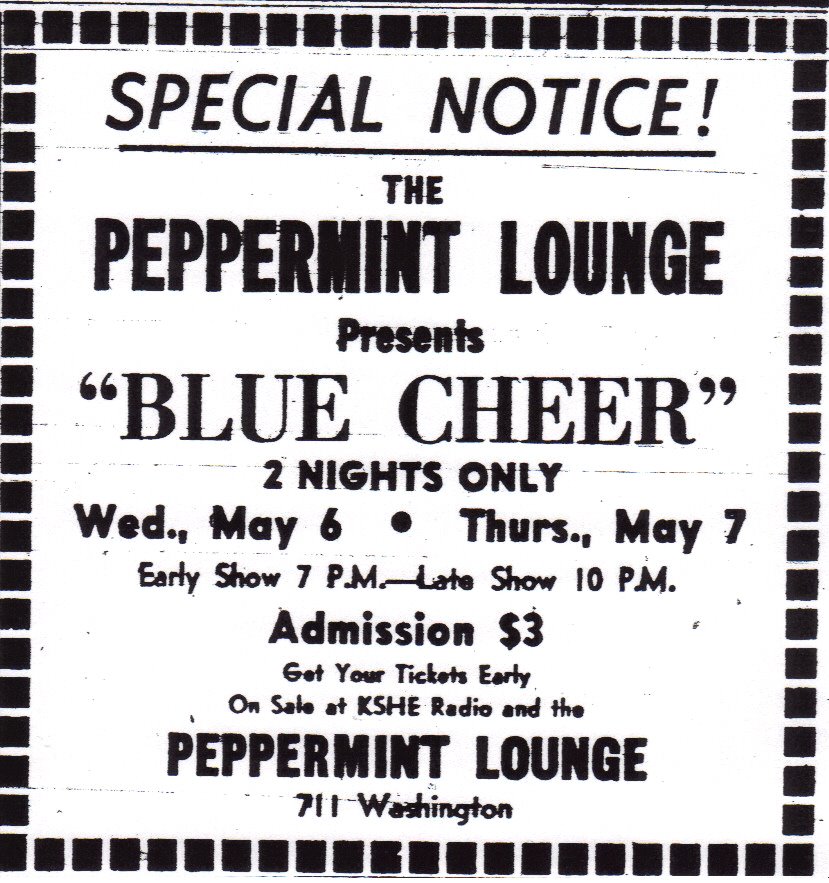 SPECIAL NOTICE!
THE
PEPPERMINT LOUNGE
Presents
“BLUE CHEER”
2 NIGHTS ONLY
Wed., May 6 • Thurs., May 7
Early Show 7 P.M.—Late Show 10 P.M.
Admission $3
Get Your Tickets Early
On Sale at KSHE Radio and the
PEPPERMINT LOUNGE
711 Washington